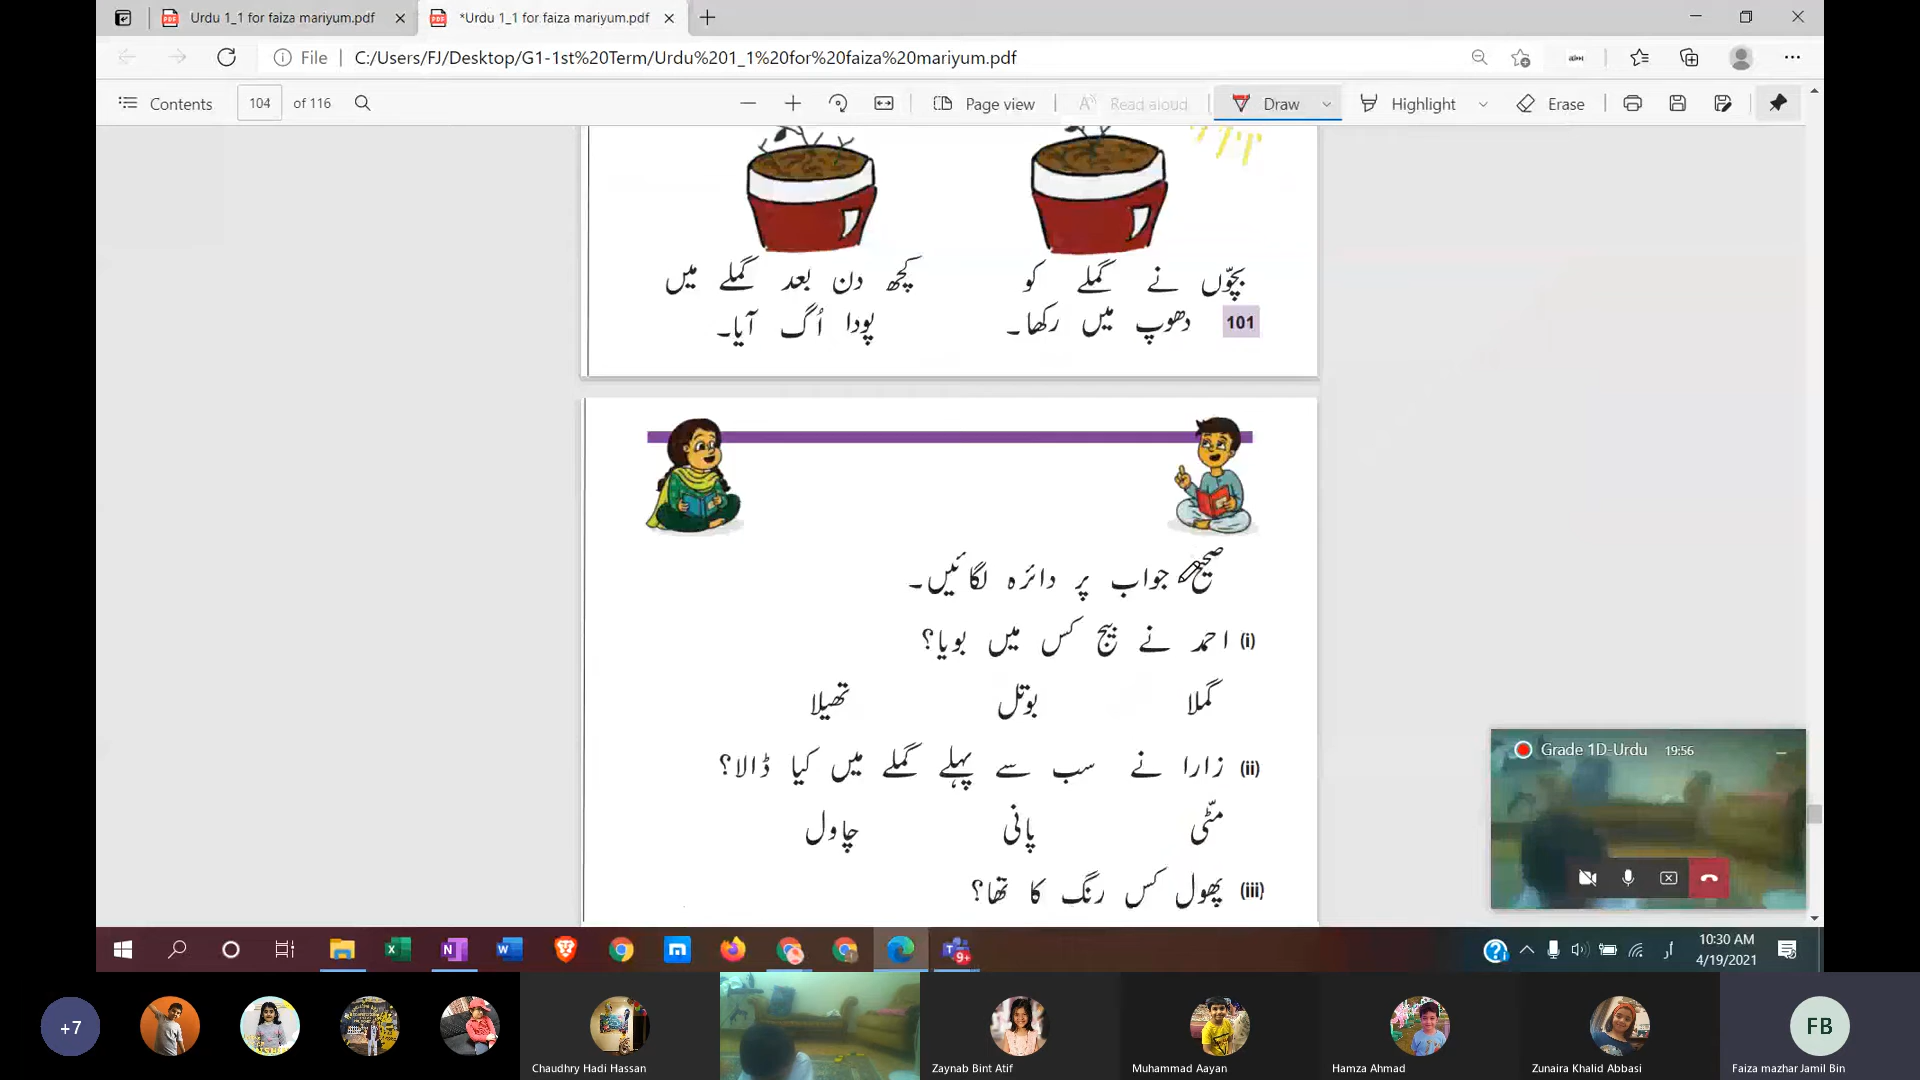 Urdu 1_1 for faiza mariyum.pdf
*Urdu 1_1 for faiza mariyum.pdf
File
C:/Users/FJ/Desktop/G1-1st%20Term/Urdu%201_1%20for%20faiza%20mariyum.pdf
Contents
104 of 116
Page view
Read aloud
Draw
Highlight
Erase
بچّوں نے گملے کو
دھوپ میں رکھا۔
101
کچھ دن بعد گملے میں
پودا اُگ آیا۔
صحیح جواب پر دائرہ لگائیں۔
(i) احمد نے بیج کس میں بویا؟
گملا بوتل تھیلا
(ii) زارا نے سب سے پہلے گملے میں کیا ڈالا؟
مٹّی پانی چاول
(iii) پھول کس رنگ کا تھا؟
Grade 1D-Urdu 19:56
9+
10:30 AM
4/19/2021
+7
Chaudhry Hadi Hassan
Zaynab Bint Atif
Muhammad Aayan
Hamza Ahmad
Zunaira Khalid Abbasi
FB
Faiza mazhar Jamil Bin